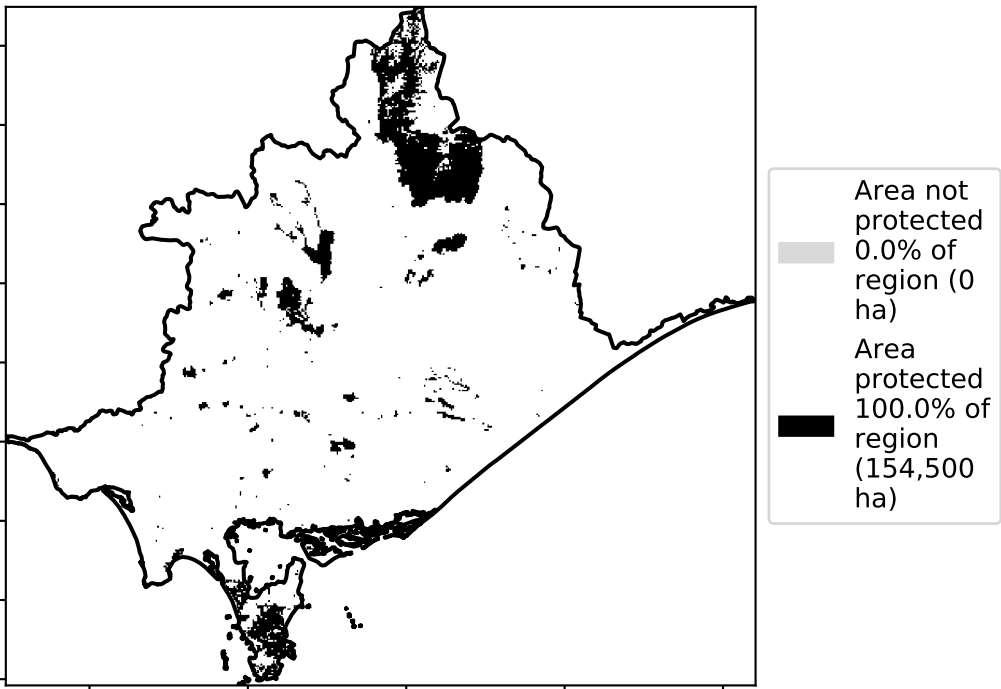 Area not
protected
0.0% of
region (0
ha)
Area
protected
100.0% of
region
(154,500
ha)